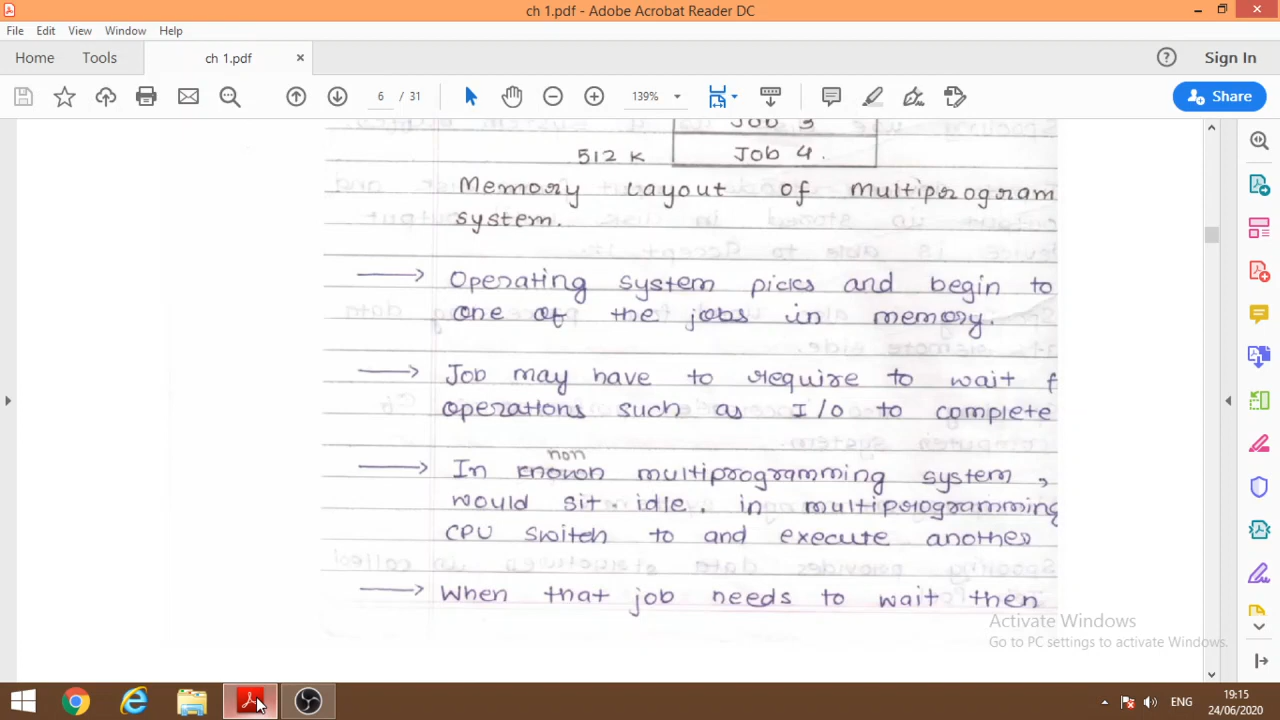 ch 1.pdf - Adobe Acrobat Reader DC
File Edit View Window Help
Home Tools ch 1.pdf × Sign In
6 / 31 139% Share
Job 3
512 K Job 4.
Memory Layout of multiprogram
system.
Operating system picks and begin to
one of the jobs in memory.
Job may have to require to wait f
operations such as I/O to complete
non
In known multiprogramming system,
would sit. idle. in multiprogramming
CPU switch to and execute another
When that job needs to wait then
Activate Windows
Go to PC settings to activate Windows.
ENG 19:15
24/06/2020